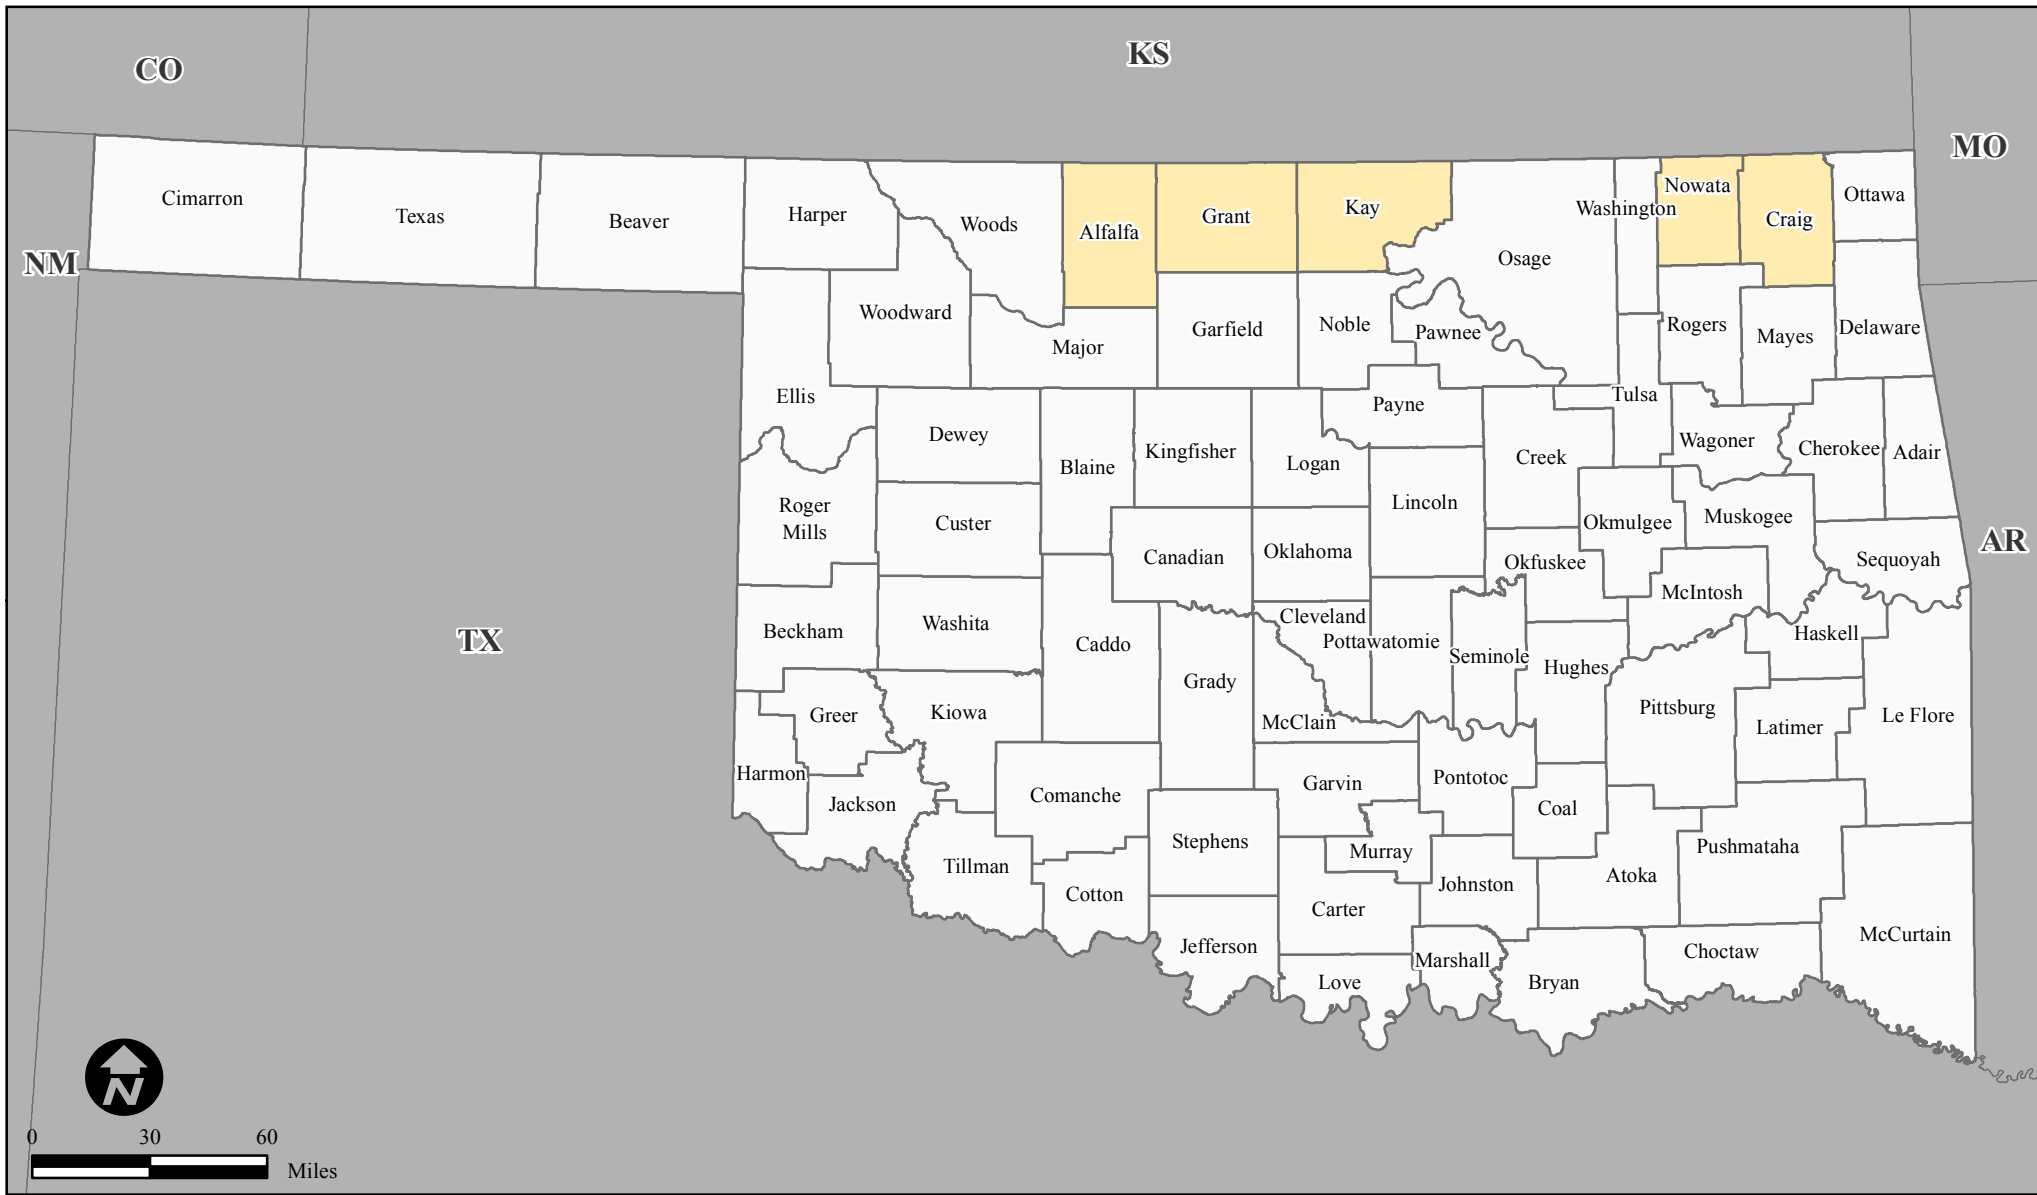 CO
KS
MO
NM
TX
AR
Cimarron
Texas
Beaver
Harper
Woods
Alfalfa
Grant
Kay
Osage
Washington
Nowata
Craig
Ottawa
Woodward
Major
Garfield
Noble
Pawnee
Rogers
Mayes
Delaware
Ellis
Dewey
Blaine
Kingfisher
Logan
Payne
Creek
Tulsa
Wagoner
Cherokee
Adair
Roger
Mills
Custer
Canadian
Oklahoma
Lincoln
Okfuskee
Okmulgee
Muskogee
Sequoyah
Beckham
Washita
Caddo
Grady
Cleveland
Pottawatomie
Seminole
Hughes
McIntosh
Haskell
Greer
Kiowa
McClain
Pittsburg
Latimer
Le Flore
Harmon
Jackson
Comanche
Garvin
Pontotoc
Coal
Tillman
Cotton
Stephens
Murray
Johnston
Atoka
Pushmataha
Carter
Jefferson
Love
Marshall
Bryan
Choctaw
McCurtain
N
0 30 60
Miles